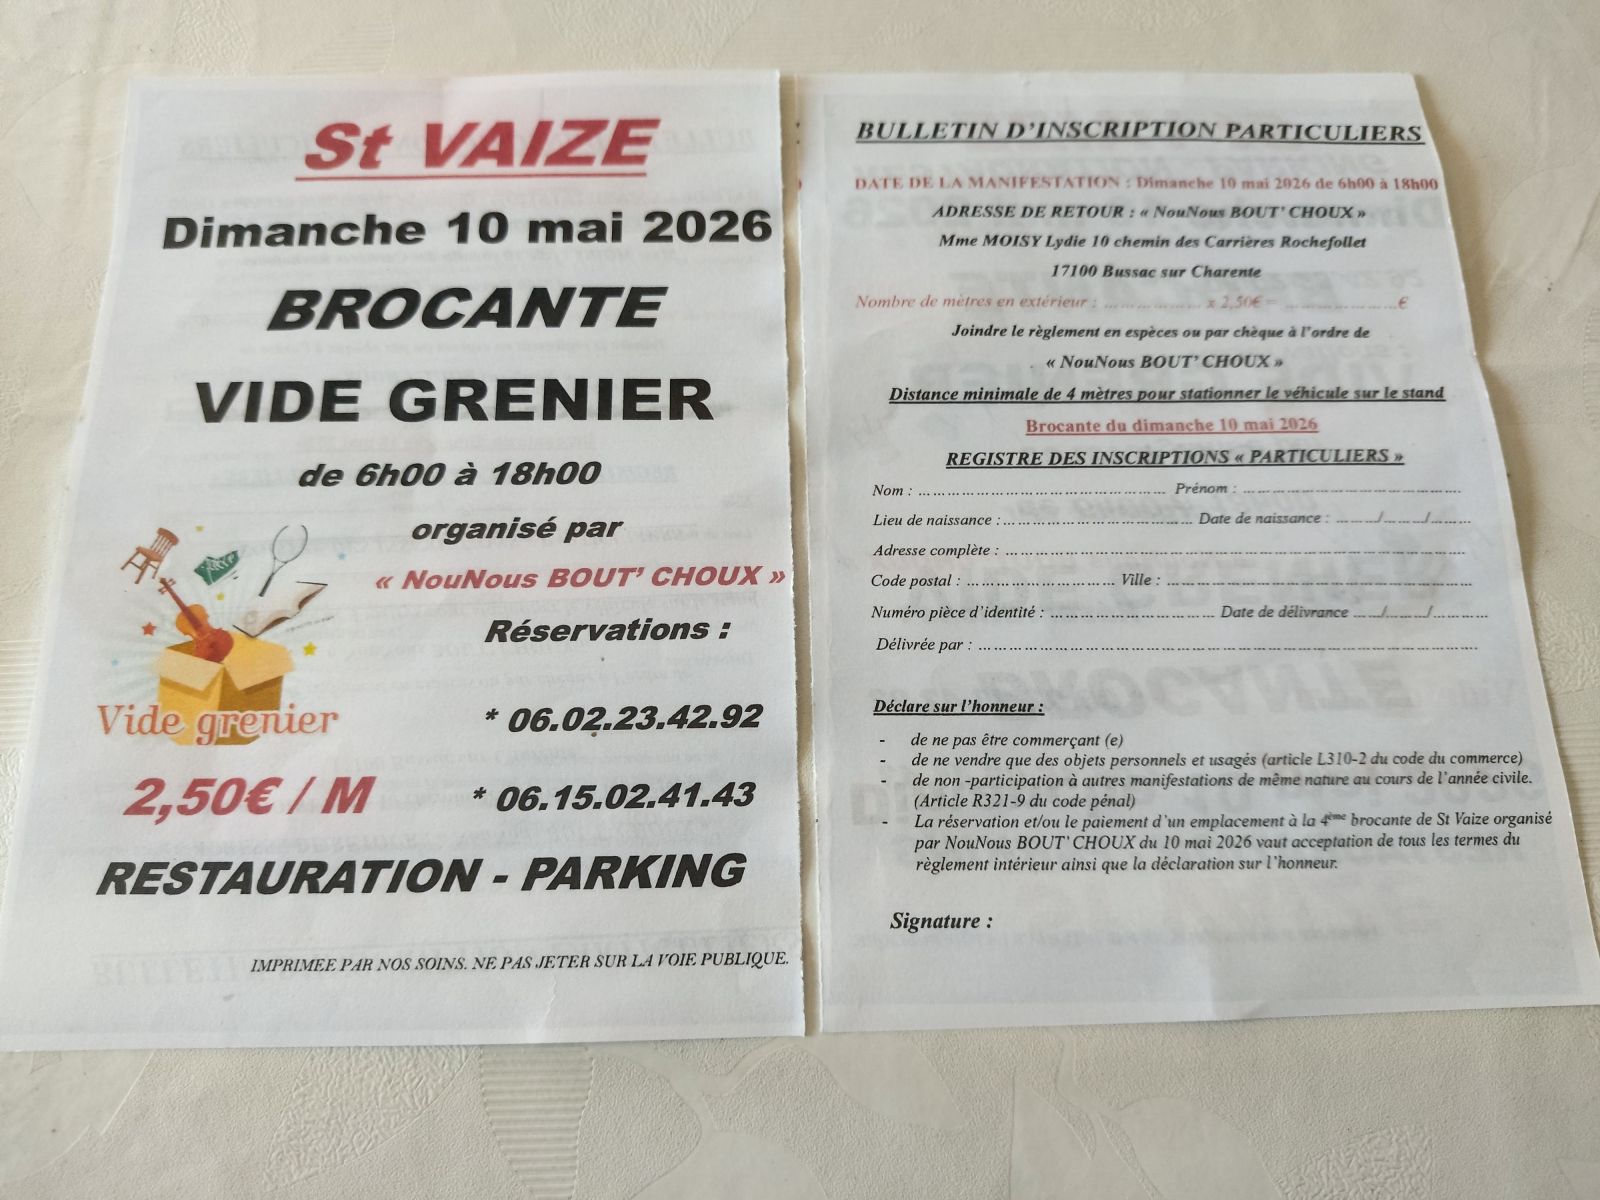 St VAIZE
Dimanche 10 mai 2026
BROCANTE
VIDE GRENIER
de 6h00 à 18h00
organisé par
« NouNous BOUT' CHOUX »
Réservations :
Vide grenier
* 06.02.23.42.92
2,50€ / M
* 06.15.02.41.43
RESTAURATION - PARKING
IMPRIMEE PAR NOS SOINS. NE PAS JETER SUR LA VOIE PUBLIQUE.
BULLETIN D'INSCRIPTION PARTICULIERS
DATE DE LA MANIFESTATION : Dimanche 10 mai 2026 de 6h00 à 18h00
ADRESSE DE RETOUR : « NouNous BOUT' CHOUX »
Mme MOISY Lydie 10 chemin des Carrières Rochefollet
17100 Bussac sur Charente
Nombre de mètres en extérieur : .................. x 2,50€ = .....................€
Joindre le règlement en espèces ou par chèque à l'ordre de
« NouNous BOUT' CHOUX »
Distance minimale de 4 mètres pour stationner le véhicule sur le stand
Brocante du dimanche 10 mai 2026
REGISTRE DES INSCRIPTIONS « PARTICULIERS »
Nom : .......................................... Prénom : ..........................................
Lieu de naissance : ................................ Date de naissance : ......../......../........
Adresse complète : ................................................................................
Code postal : .......................... Ville : ....................................................
Numéro pièce d'identité : ............................ Date de délivrance ....../......../.........
Délivrée par : ....................................................................................
Déclare sur l'honneur :
- de ne pas être commerçant (e)
- de ne vendre que des objets personnels et usagés (article L310-2 du code du commerce)
- de non -participation à autres manifestations de même nature au cours de l'année civile.
(Article R321-9 du code pénal)
- La réservation et/ou le paiement d'un emplacement à la 4ème brocante de St Vaize organisé
par NouNous BOUT' CHOUX du 10 mai 2026 vaut acceptation de tous les termes du
règlement intérieur ainsi que la déclaration sur l'honneur.
Signature :